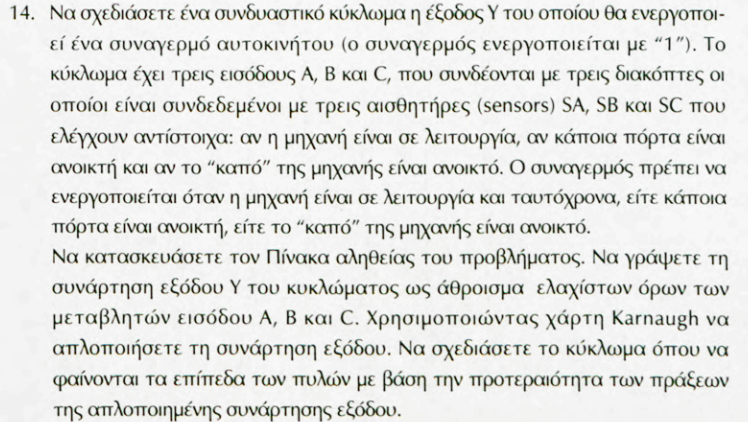 14. Να σχεδιάσετε ένα συνδυαστικό κύκλωμα η έξοδος Y του οποίου θα ενεργοποι-
εί ένα συναγερμό αυτοκινήτου (ο συναγερμός ενεργοποιείται με “1”). Το
κύκλωμα έχει τρεις εισόδους A, B και C, που συνδέονται με τρεις διακόπτες οι
οποίοι είναι συνδεδεμένοι με τρεις αισθητήρες (sensors) SA, SB και SC που
ελέγχουν αντίστοιχα: αν η μηχανή είναι σε λειτουργία, αν κάποια πόρτα είναι
ανοικτή και αν το “καπό” της μηχανής είναι ανοικτό. Ο συναγερμός πρέπει να
ενεργοποιείται όταν η μηχανή είναι σε λειτουργία και ταυτόχρονα, είτε κάποια
πόρτα είναι ανοικτή, είτε το “καπό” της μηχανής είναι ανοικτό.
Να κατασκευάσετε τον Πίνακα αληθείας του προβλήματος. Να γράψετε τη
συνάρτηση εξόδου Y του κυκλώματος ως άθροισμα ελαχίστων όρων των
μεταβλητών εισόδου A, B και C. Χρησιμοποιώντας χάρτη Karnaugh να
απλοποιήσετε τη συνάρτηση εξόδου. Να σχεδιάσετε το κύκλωμα όπου να
φαίνονται τα επίπεδα των πυλών με βάση την προτεραιότητα των πράξεων
της απλοποιημένης συνάρτησης εξόδου.